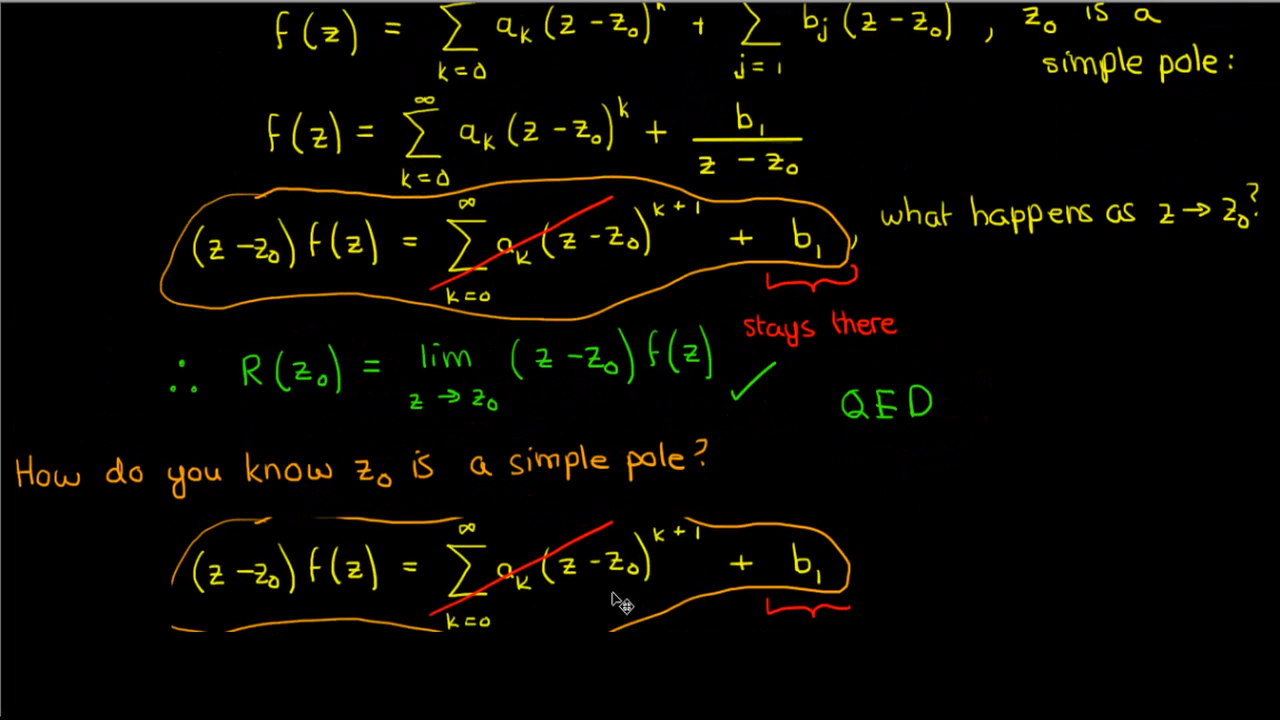 f(z) = ∑_{k=0} a_k (z - z_0)^k + ∑_{j=1} b_j (z - z_0) , z_0 is a
simple pole:
f(z) = ∑_{k=0}^{∞} a_k (z - z_0)^k + b_1 / (z - z_0)
(z - z_0) f(z) = ∑_{k=0}^{∞} a_k (z - z_0)^{k+1} + b_1 , what happens as z → z_0?
stays there
∴ R(z_0) = lim_{z → z_0} (z - z_0) f(z) ✓
QED
How do you know z_0 is a simple pole?
(z - z_0) f(z) = ∑_{k=0}^{∞} a_k (z - z_0)^{k+1} + b_1